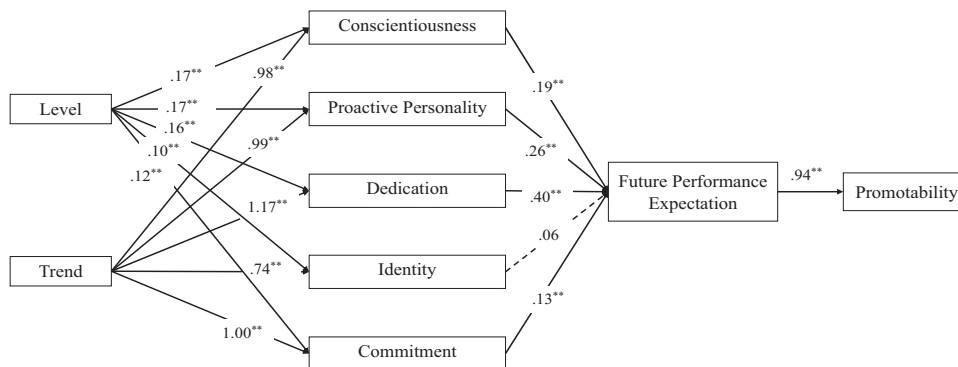 Conscientiousness
.17**
.98**
.19**
Level
.17**
Proactive Personality
.16**
.99**
.26**
.10**
.12**
Dedication
.40**
Future Performance
Expectation
.94**
Promotability
1.17**
.06
Trend
.74**
Identity
.13**
1.00**
Commitment